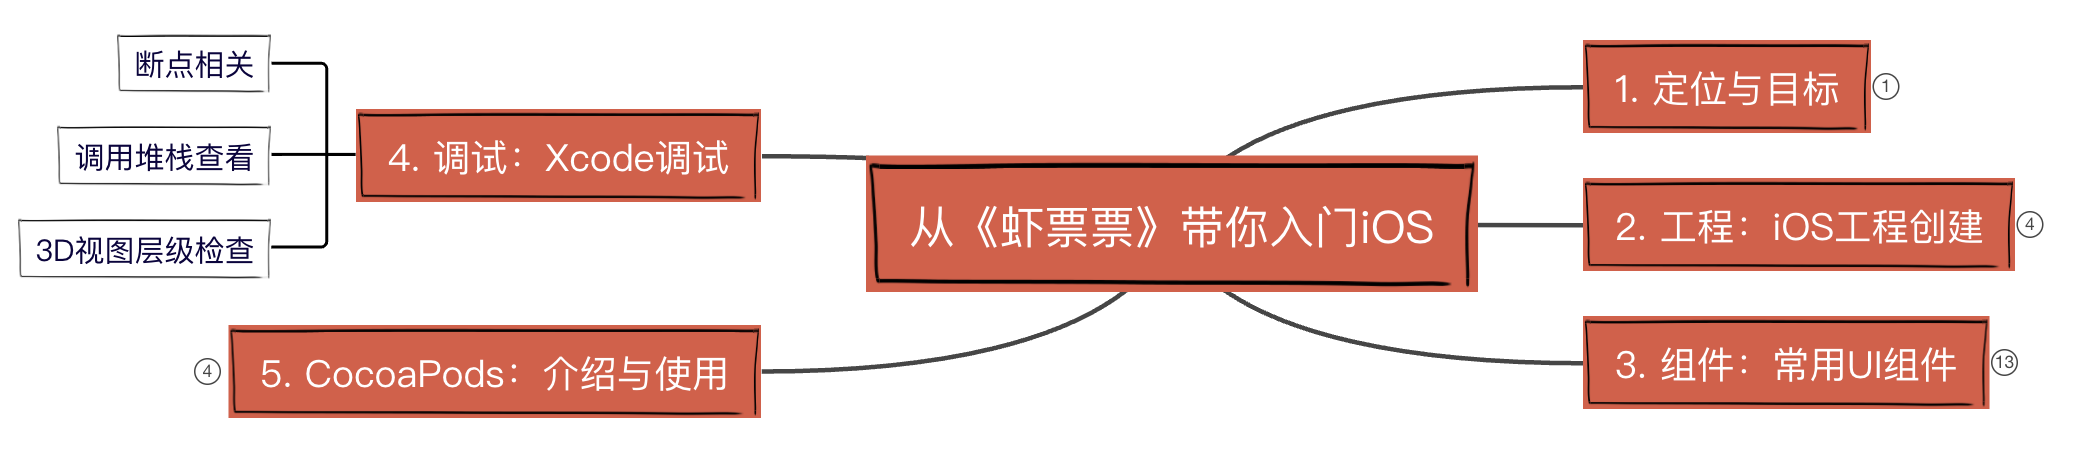 从《虾票票》带你入门iOS
1. 定位与目标
1
2. 工程：iOS工程创建
4
3. 组件：常用UI组件
13
4. 调试：Xcode调试
断点相关
调用堆栈查看
3D视图层级检查
5. CocoaPods：介绍与使用
4